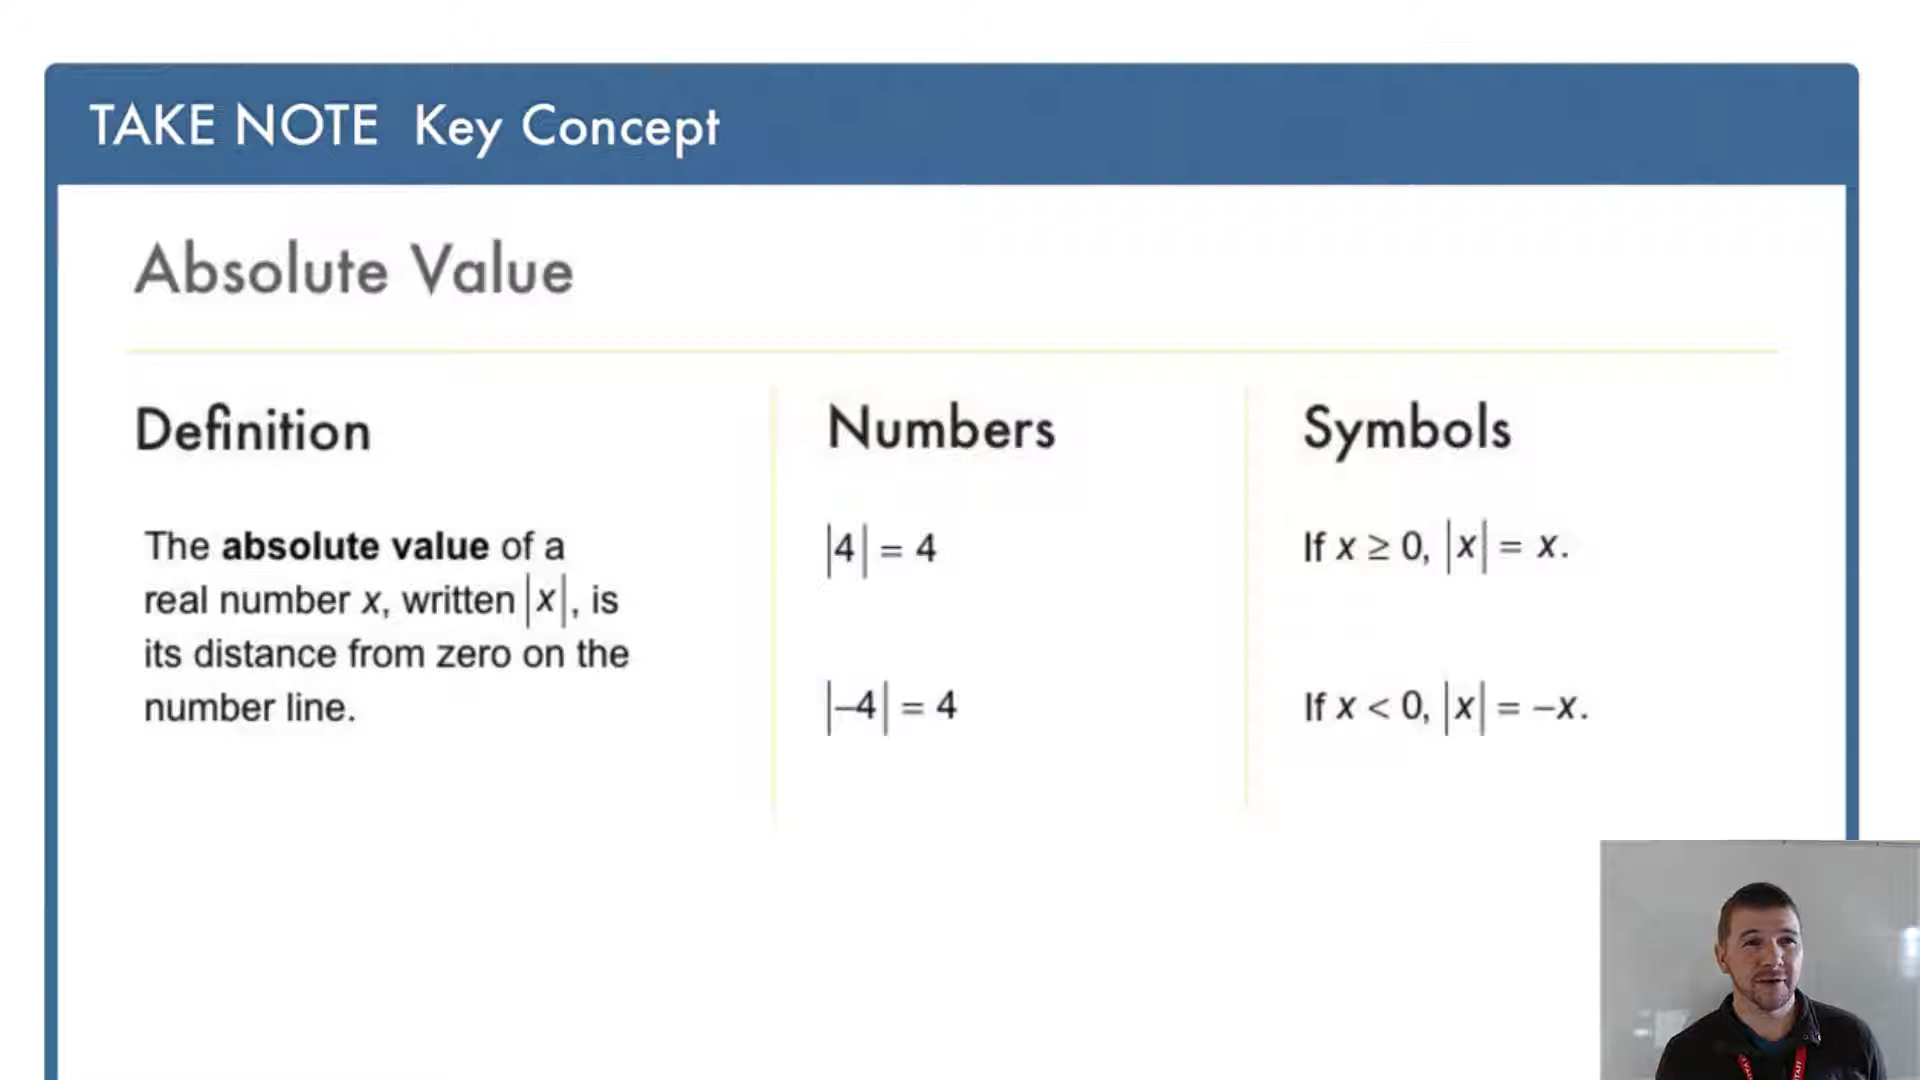 TAKE NOTE Key Concept
Absolute Value
Definition
The absolute value of a
real number x, written |x|, is
its distance from zero on the
number line.
Numbers
|4| = 4
|–4| = 4
Symbols
If x ≥ 0, |x| = x.
If x < 0, |x| = –x.